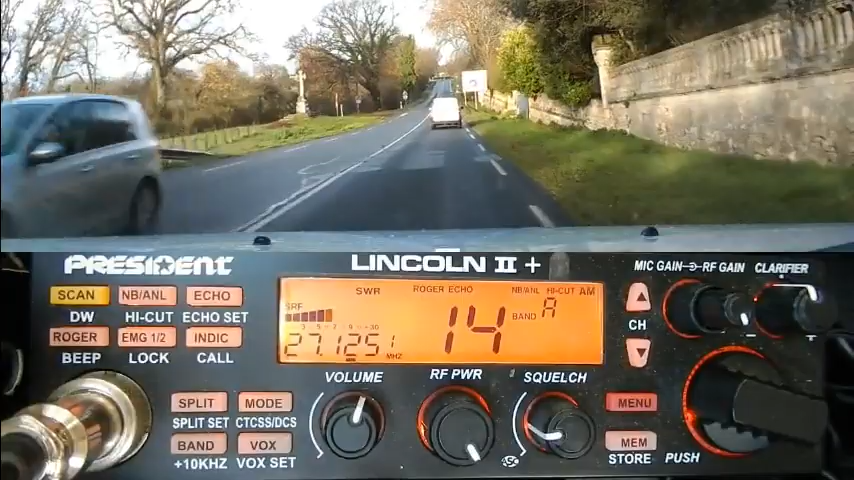 PRESIDENT
LINCOLN II +
MIC GAIN RF GAIN CLARIFIER
SCAN NB/ANL ECHO
DW HI-CUT ECHO SET
ROGER EMG 1/2 INDIC
BEEP LOCK CALL
SPLIT MODE
SPLIT SET CTCSS/DCS
BAND VOX
+10KHz VOX SET
SWR ROGER ECHO NB/ANL HI-CUT AM
SRF
BAND A
14
27.1251 MHz
CH
VOLUME RF PWR SQUELCH
ASC
MENU
MEM
STORE
PUSH